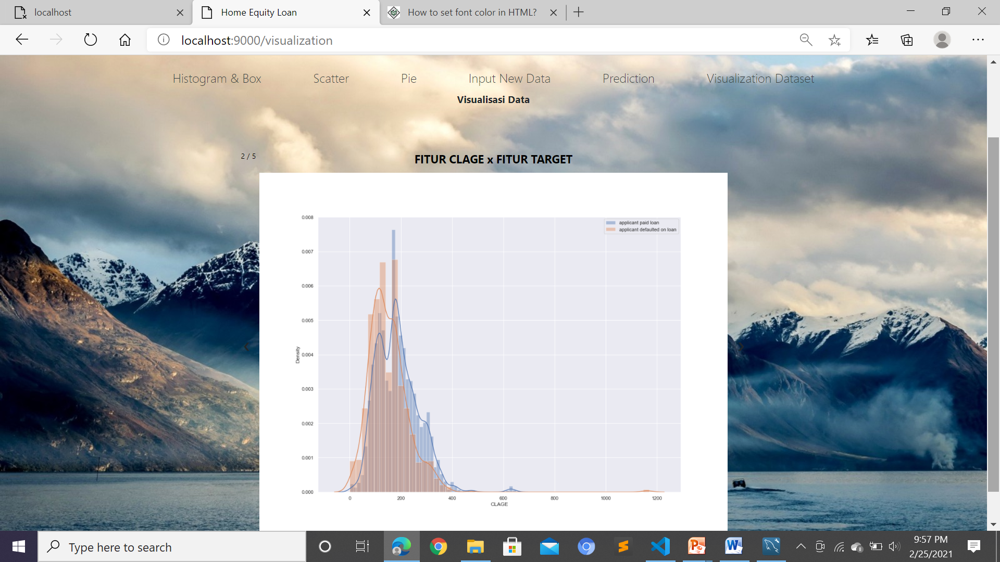 localhost
Home Equity Loan
How to set font color in HTML?
localhost:9000/visualization
Histogram & Box
Scatter
Pie
Input New Data
Prediction
Visualization Dataset
Visualisasi Data
2 / 5
FITUR CLAGE x FITUR TARGET
applicant paid loan
applicant defaulted on loan
0.008
0.007
0.006
0.005
0.004
0.003
0.002
0.001
0.000
Density
0 200 400 600 800 1000 1200
CLAGE
Type here to search
9:57 PM
2/25/2021